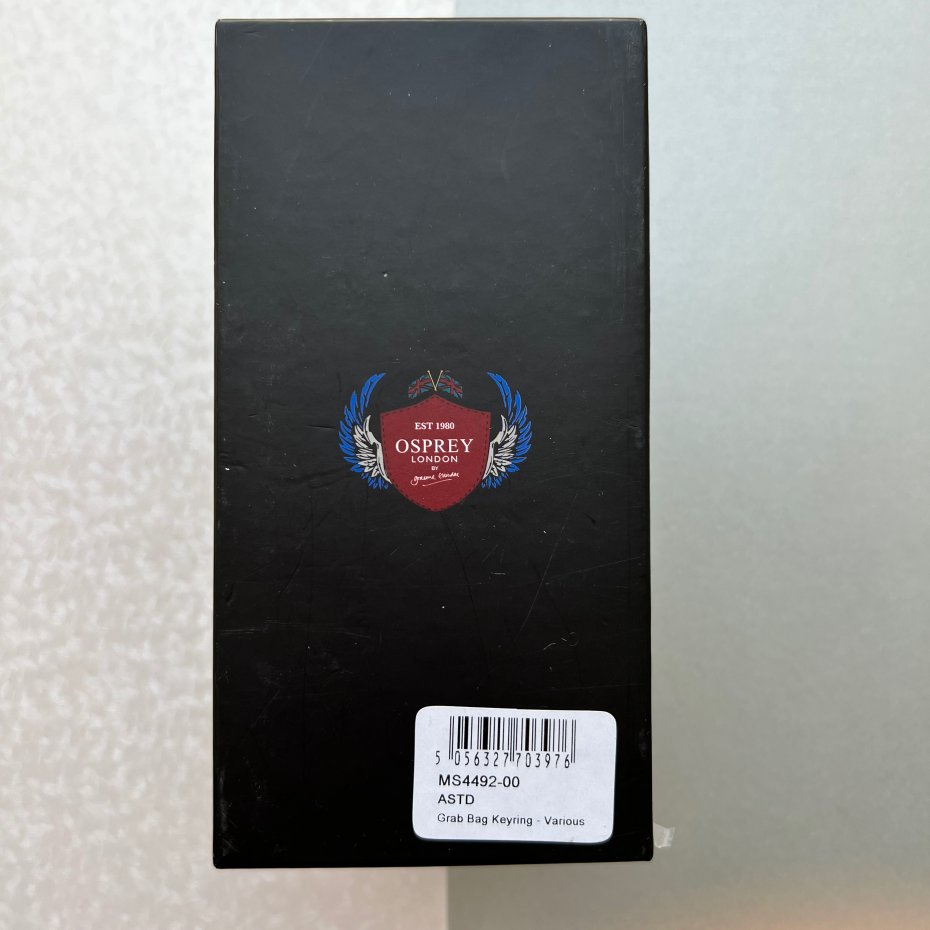 EST 1980
OSPREY
LONDON
BY
5 056327 703976
MS4492-00
ASTD
Grab Bag Keyring - Various